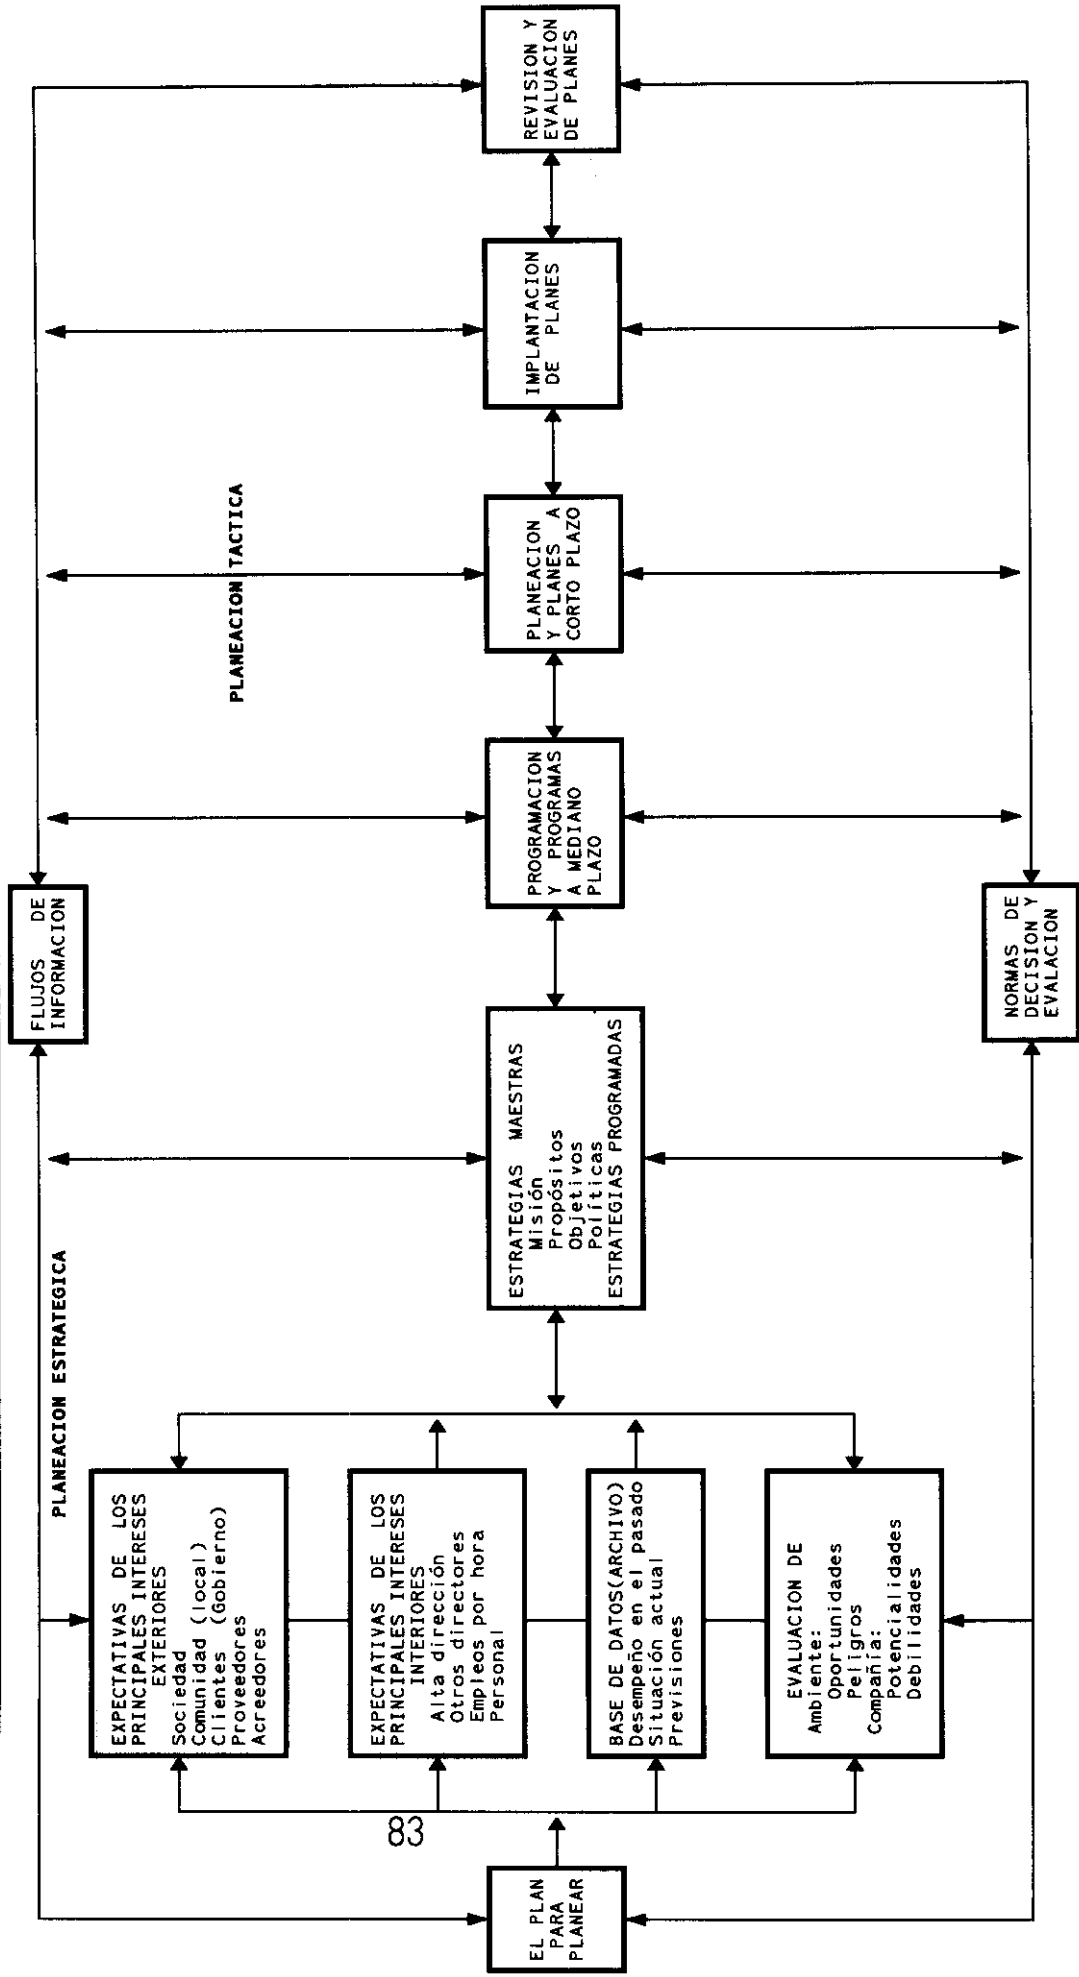 FLUJOS DE
INFORMACION
PLANEACION ESTRATEGICA
PLANEACION TACTICA
EL PLAN
PARA
PLANEAR
EXPECTATIVAS DE LOS
PRINCIPALES INTERESES
EXTERIORES
Sociedad
Comunidad (local)
Clientes (Gobierno)
Proveedores
Acreedores
EXPECTATIVAS DE LOS
PRINCIPALES INTERESES
INTERIORES
Alta dirección
Otros directores
Empleos por hora
Personal
BASE DE DATOS(ARCHIVO)
Desempeño en el pasado
Situación actual
Previsiones
EVALUACION DE
Ambiente:
Oportunidades
Peligros
Compañía:
Potencialidades
Debilidades
ESTRATEGIAS MAESTRAS
Misión
Propósitos
Objetivos
Políticas
ESTRATEGIAS PROGRAMADAS
PROGRAMACION
Y PROGRAMAS
A MEDIANO
PLAZO
PLANEACION
Y PLANES A
CORTO PLAZO
IMPLANTACION
DE PLANES
REVISION Y
EVALUACION
DE PLANES
NORMAS DE
DECISION Y
EVALACION
83